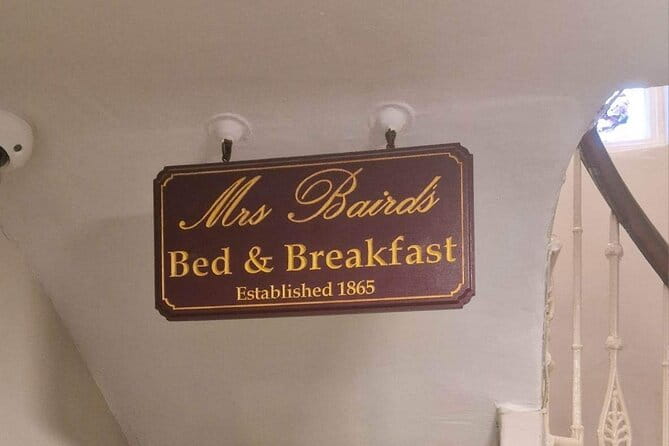 Mrs Baird's
Bed & Breakfast
Established 1865